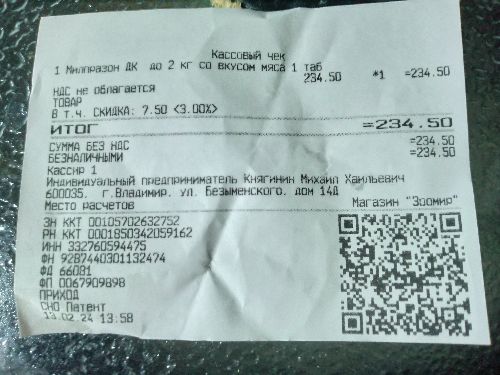 Кассовый чек
1 Милпразон ДК до 2 кг со вкусом мяса 1 таб
234.50 *1 =234.50
НДС не облагается
ТОВАР
В т.ч. СКИДКА: 7.50 <3.00%>
ИТОГ =234.50
СУММА БЕЗ НДС =234.50
БЕЗНАЛИЧНЫМИ =234.50
Кассир 1
Индивидуальный предприниматель Княгинин Михаил Хаильевич
600035, г.Владимир, ул. Безыменского, дом 14Д
Место расчетов Магазин "Зоомир"
ЗН ККТ 00105702632752
РН ККТ 0001850342059162
ИНН 332760594475
ФН 9287440301132474
ФД 66081
ФП 0067909898
ПРИХОД
СНО Патент
13.02.24 13:58